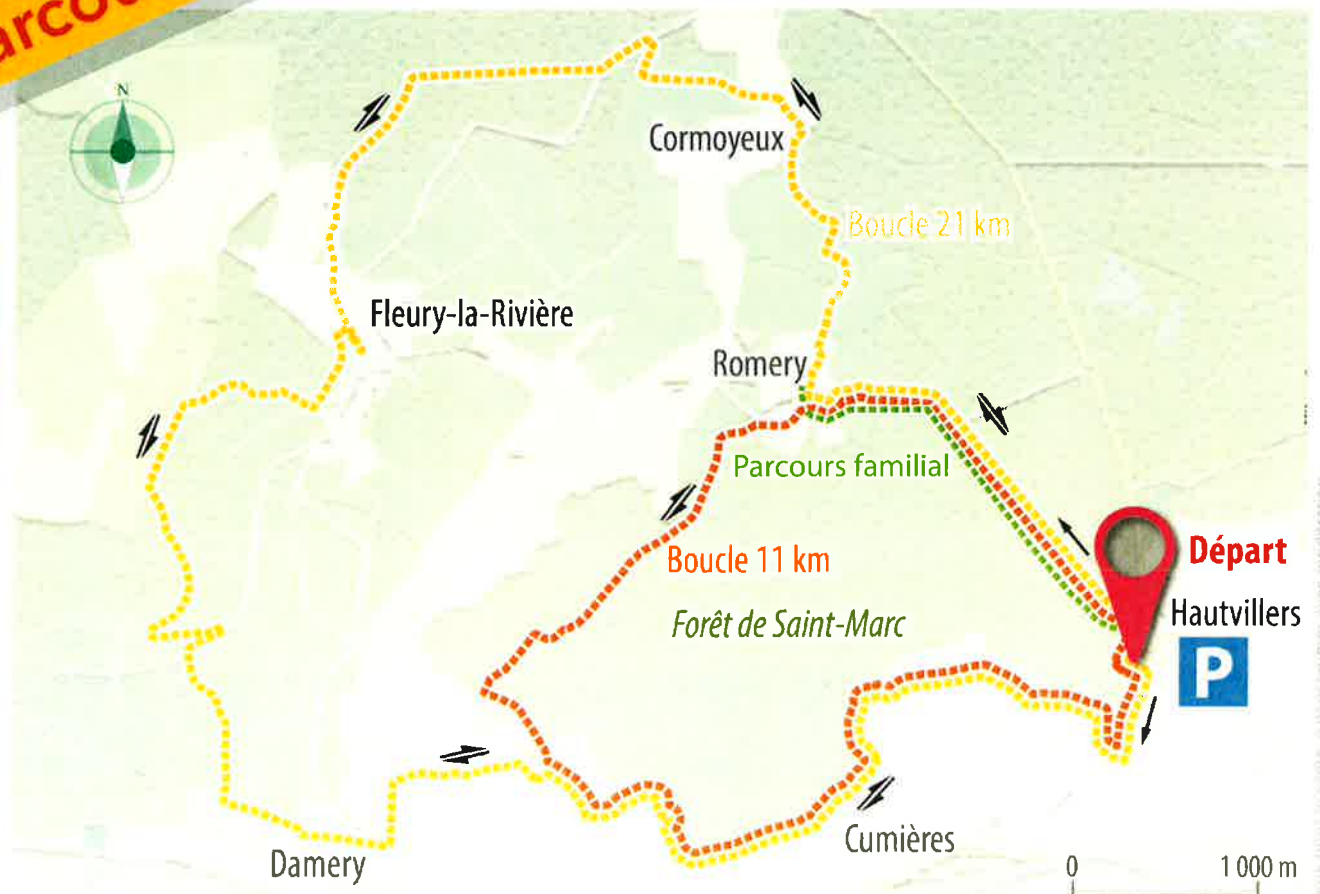 N
Cormoyeux
Boucle 21 km
Fleury-la-Rivière
Romery
Parcours familial
Départ
Boucle 11 km
Hautvillers
Forêt de Saint-Marc
P
Cumières
Damery
0 1 000 m